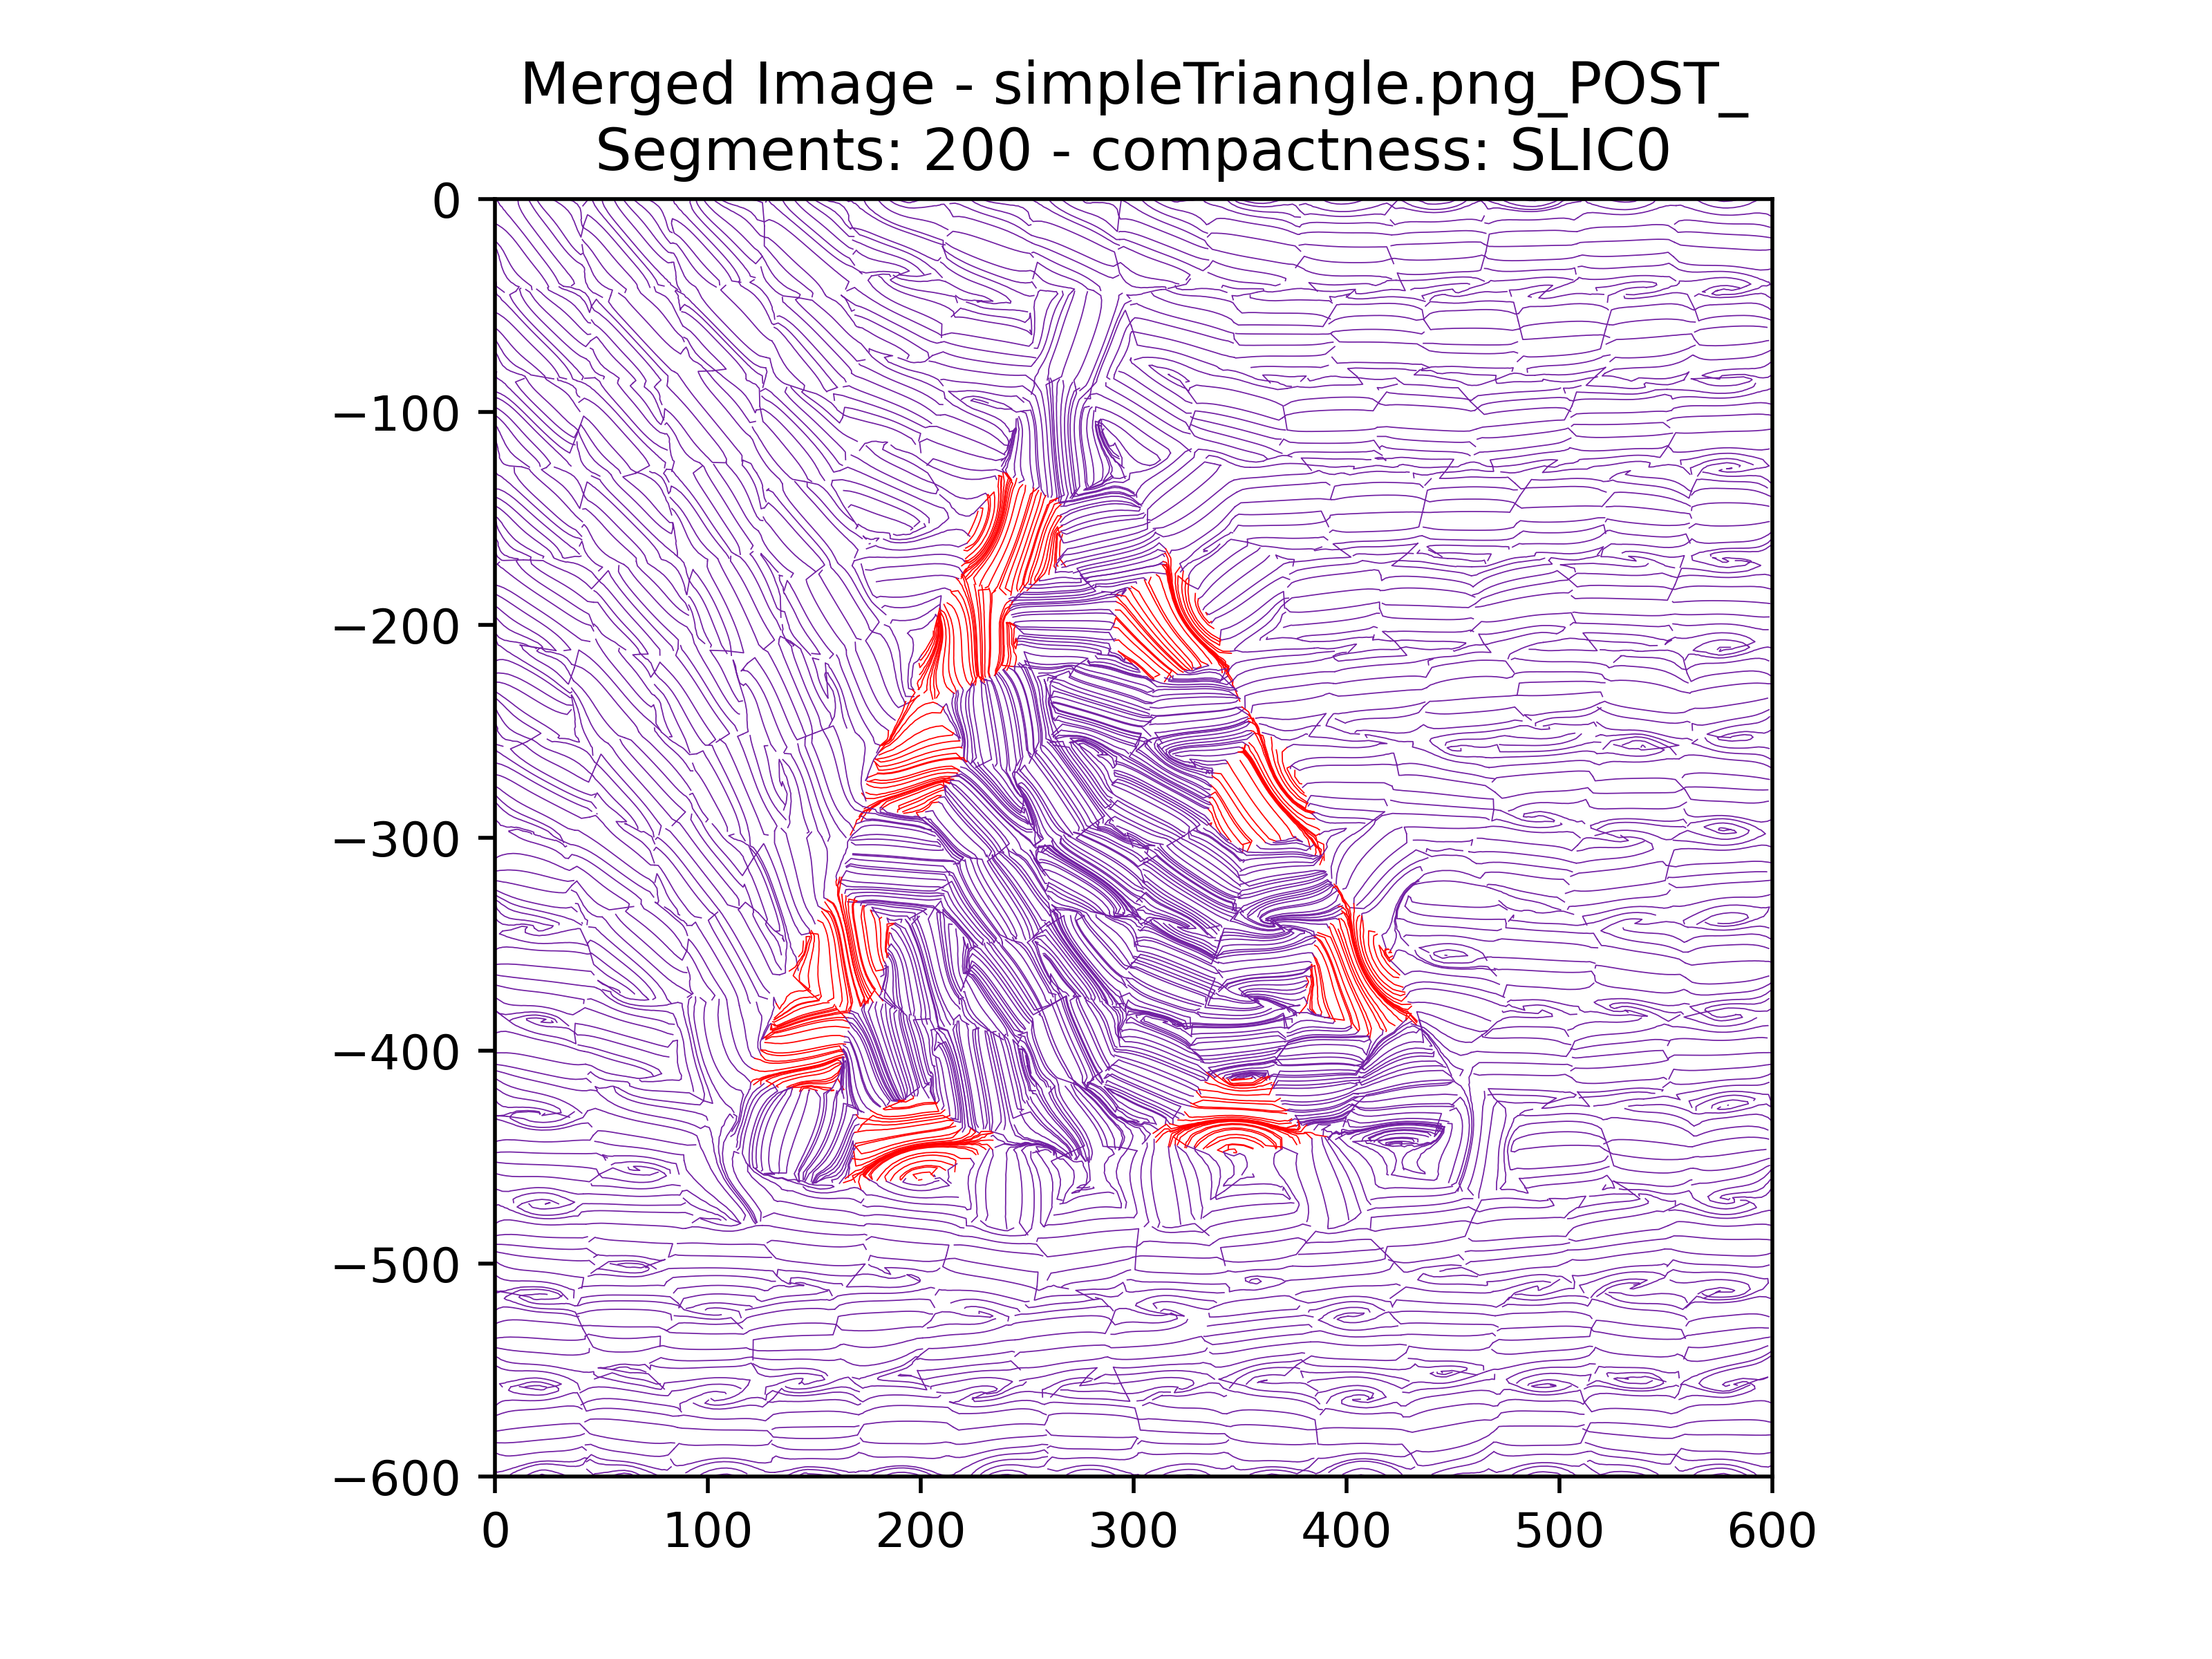 Merged Image - simpleTriangle.png_POST_
Segments: 200 - compactness: SLIC0
0
−100
−200
−300
−400
−500
−600
0 100 200 300 400 500 600